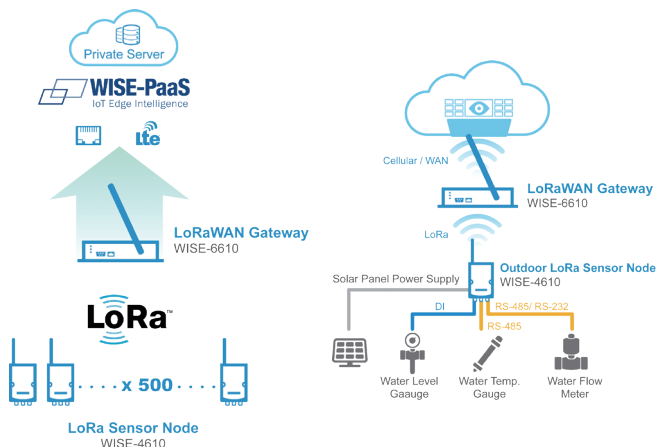 Private Server
WISE-PaaS
IoT Edge Intelligence
lte
LoRaWAN Gateway
WISE-6610
LoRa™
x 500
LoRa Sensor Node
WISE-4610
Cellular / WAN
LoRaWAN Gateway
WISE-6610
LoRa
Outdoor LoRa Sensor Node
WISE-4610
Solar Panel Power Supply
DI
RS-485/ RS-232
RS-485
Water Level
Gaauge
Water Temp.
Gauge
Water Flow
Meter